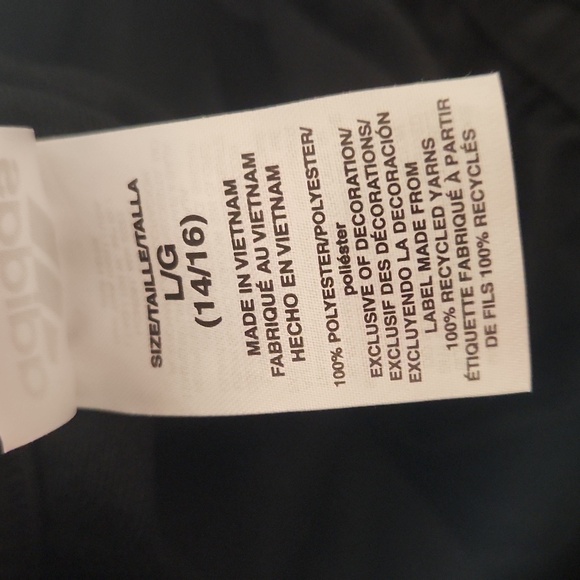 adidas
SIZE/TAILLE/TALLA
L/G
(14/16)
MADE IN VIETNAM
FABRIQUÉ AU VIETNAM
HECHO EN VIETNAM
100% POLYESTER/POLYESTER/
poliéster
EXCLUSIVE OF DECORATION/
EXCLUSIF DES DÉCORATIONS/
EXCLUYENDO LA DECORACIÓN
LABEL MADE FROM
100% RECYCLED YARNS
ÉTIQUETTE FABRIQUÉ À PARTIR
DE FILS 100% RECYCLÉS